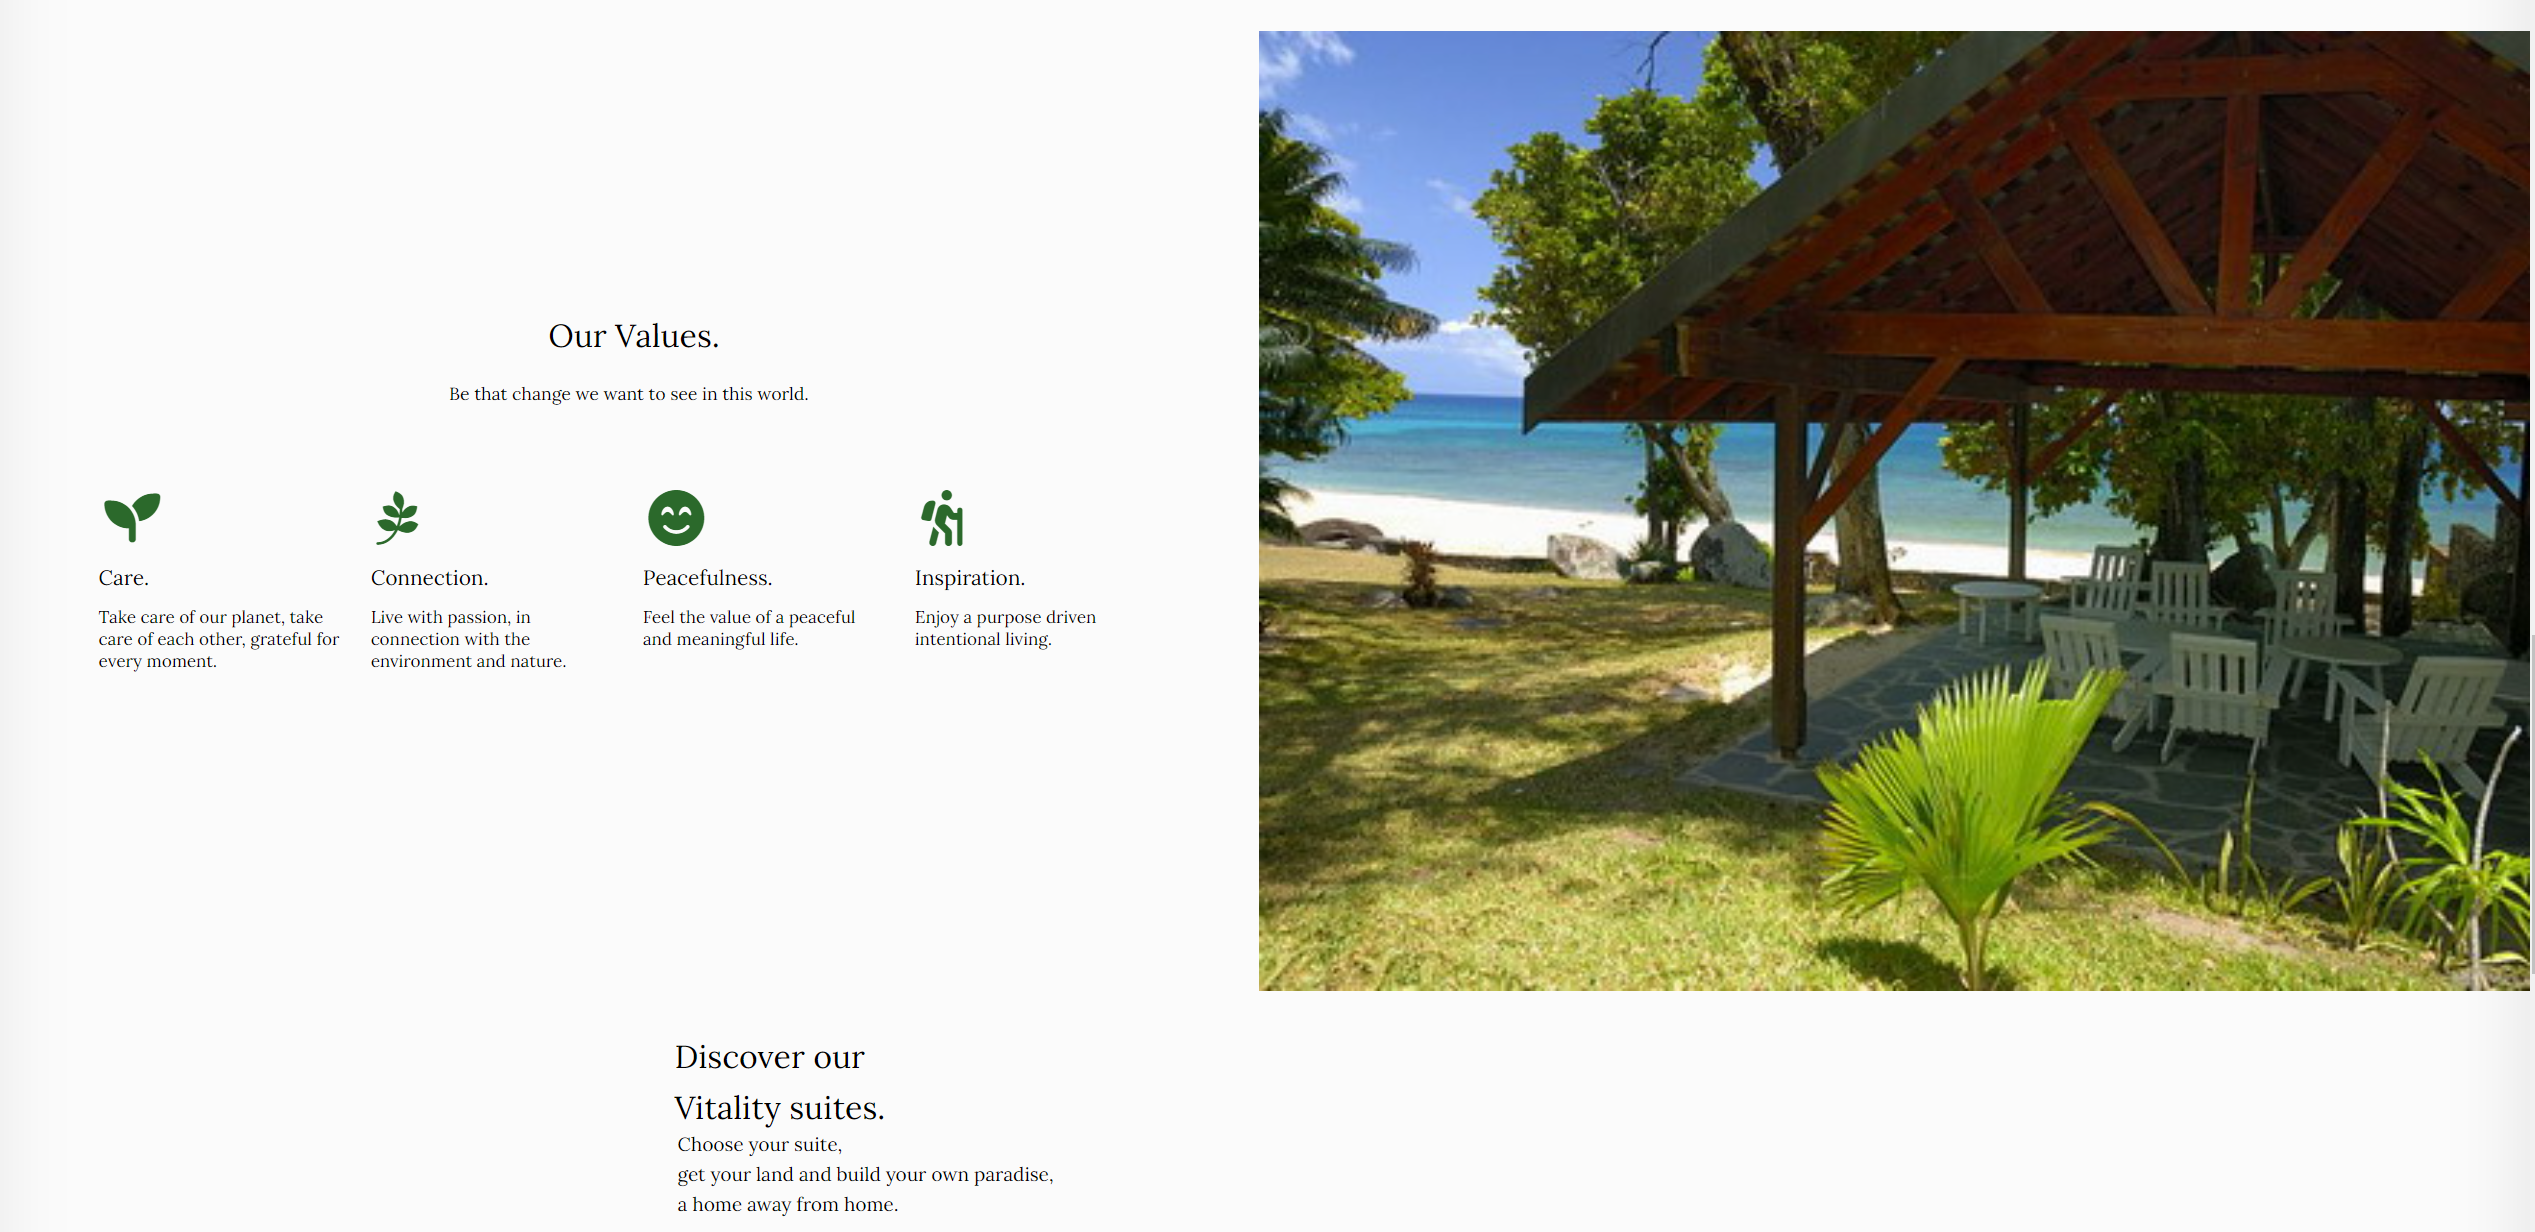 Our Values.
Be that change we want to see in this world.
Care.
Take care of our planet, take
care of each other, grateful for
every moment.
Connection.
Live with passion, in
connection with the
environment and nature.
Peacefulness.
Feel the value of a peaceful
and meaningful life.
Inspiration.
Enjoy a purpose driven
intentional living.
Discover our
Vitality suites.
Choose your suite,
get your land and build your own paradise,
a home away from home.